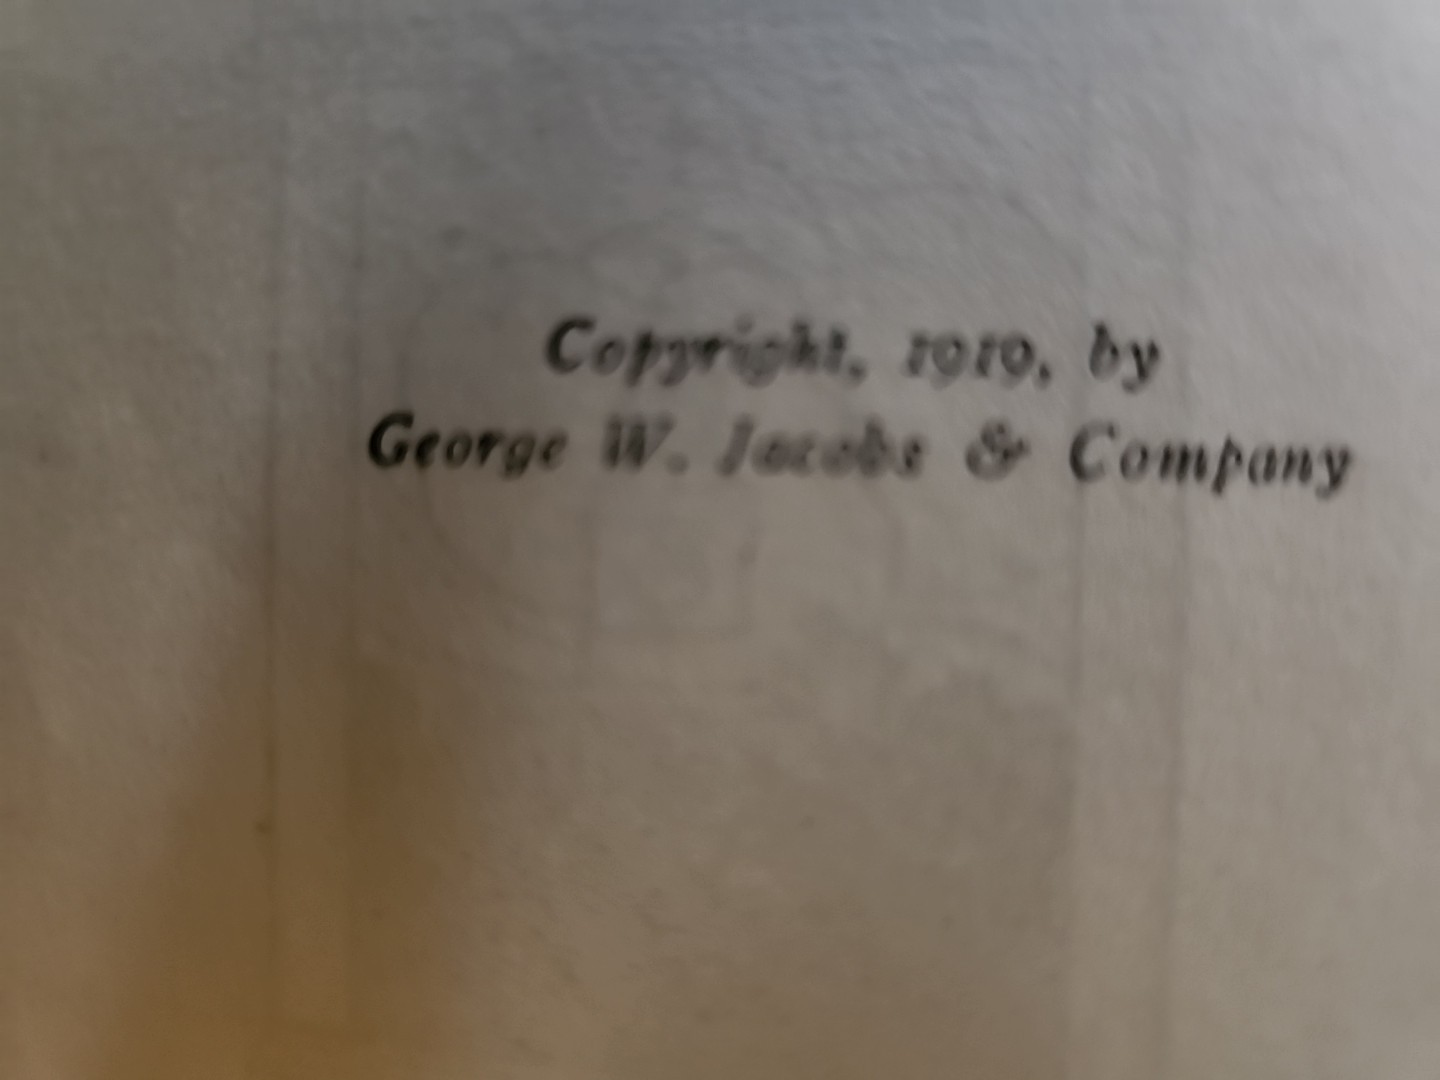 Copyright, 1919, by
George W. Jacobs & Company